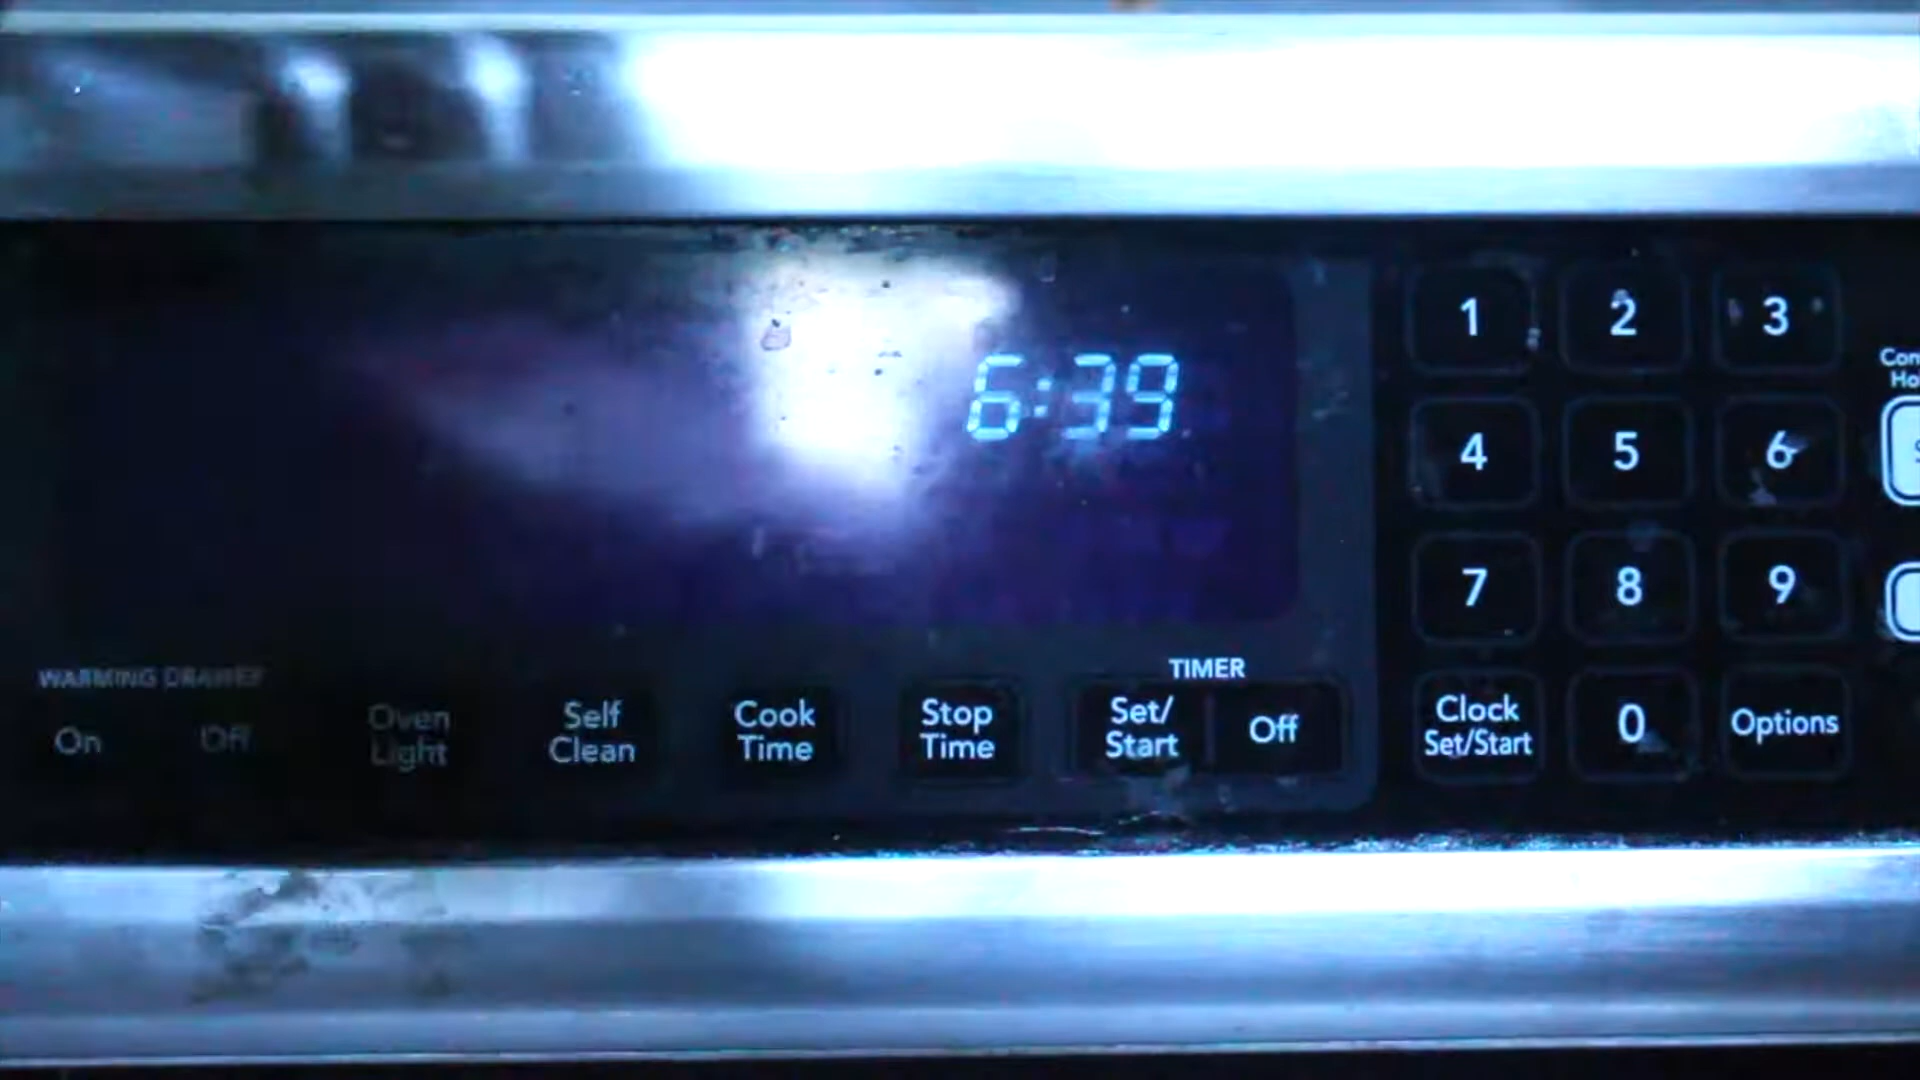 6:39
1 2 3
4 5 6
7 8 9
WARMING DRAWER
On Off
Oven
Light
Self
Clean
Cook
Time
Stop
Time
TIMER
Set/
Start
Off
Clock
Set/Start
0
Options